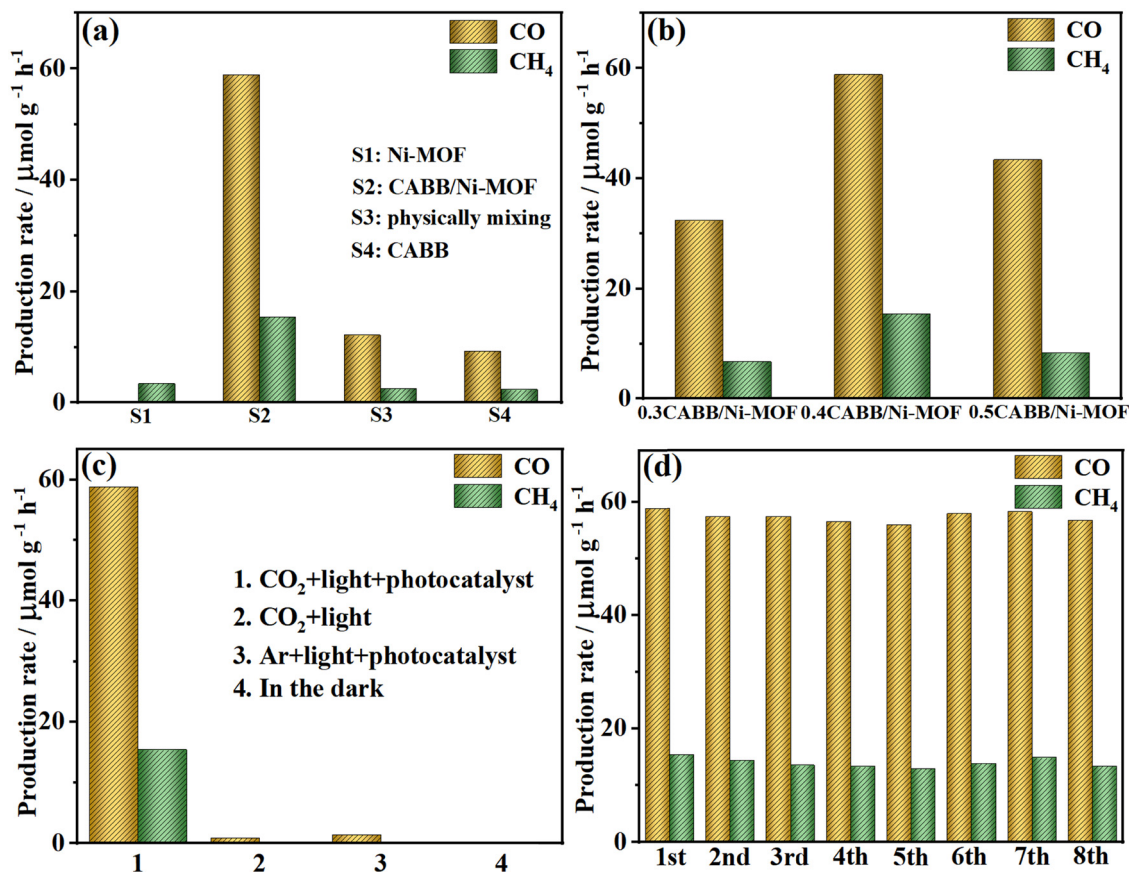 (a)
CO
CH₄
Production rate / μmol g⁻¹ h⁻¹
60
40
20
0
S1: Ni-MOF
S2: CABB/Ni-MOF
S3: physically mixing
S4: CABB
S1 S2 S3 S4
(b)
CO
CH₄
Production rate / μmol g⁻¹ h⁻¹
60
40
20
0
0.3CABB/Ni-MOF 0.4CABB/Ni-MOF 0.5CABB/Ni-MOF
(c)
CO
CH₄
Production rate / μmol g⁻¹ h⁻¹
60
40
20
0
1. CO₂+light+photocatalyst
2. CO₂+light
3. Ar+light+photocatalyst
4. In the dark
1 2 3 4
(d)
CO
CH₄
Production rate / μmol g⁻¹ h⁻¹
60
40
20
0
1st 2nd 3rd 4th 5th 6th 7th 8th